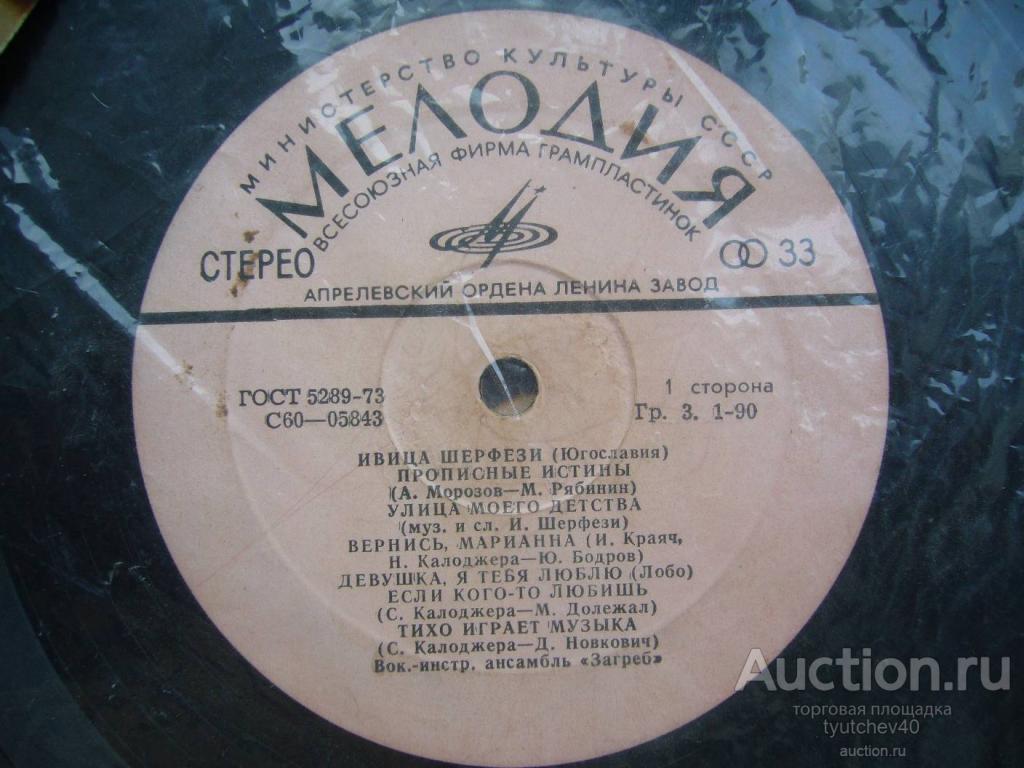 МИНИСТЕРСТВО КУЛЬТУРЫ СССР
МЕЛОДИЯ
ВСЕСОЮЗНАЯ ФИРМА ГРАМПЛАСТИНОК
СТЕРЕО
33
АПРЕЛЕВСКИЙ ОРДЕНА ЛЕНИНА ЗАВОД
ГОСТ 5289-73
С60—05843
1 сторона
Гр. 3. 1-90
ИВИЦА ШЕРФЕЗИ (Югославия)
ПРОПИСНЫЕ ИСТИНЫ
(А. Морозов—М. Рябинин)
УЛИЦА МОЕГО ДЕТСТВА
(муз. и сл. И. Шерфези)
ВЕРНИСЬ, МАРИАННА (И. Краяч,
Н. Калоджера—Ю. Бодров)
ДЕВУШКА, Я ТЕБЯ ЛЮБЛЮ (Лобо)
ЕСЛИ КОГО-ТО ЛЮБИШЬ
(С. Калоджера—М. Долежал)
ТИХО ИГРАЕТ МУЗЫКА
(С. Калоджера—Д. Новкович)
Вок.-инстр. ансамбль «Загреб»
Auction.ru
торговая площадка
tyutchev40
auction.ru